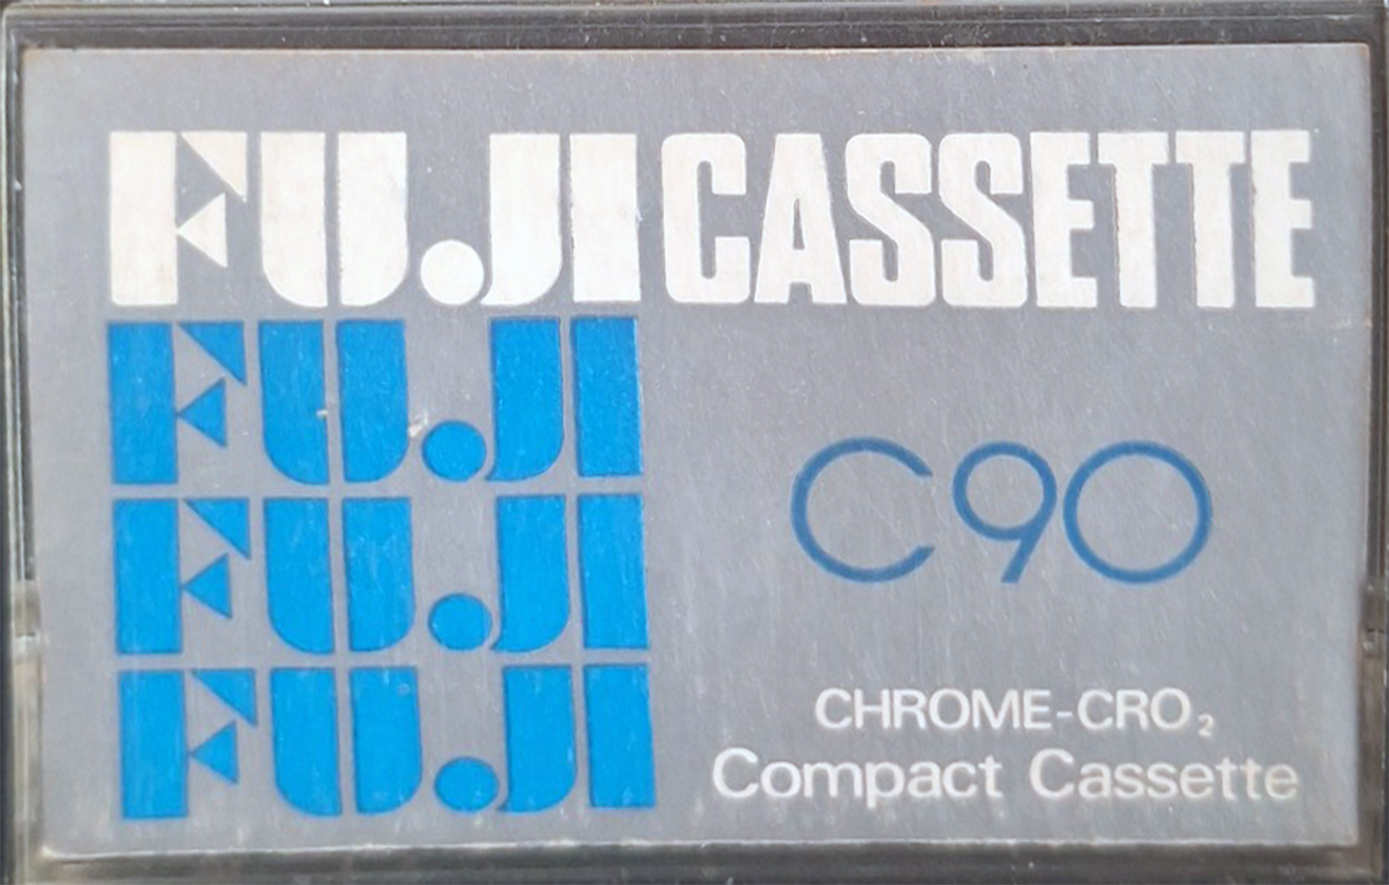 FUJI CASSETTE
FUJI
FUJI
FUJI
C90
CHROME-CRO₂
Compact Cassette